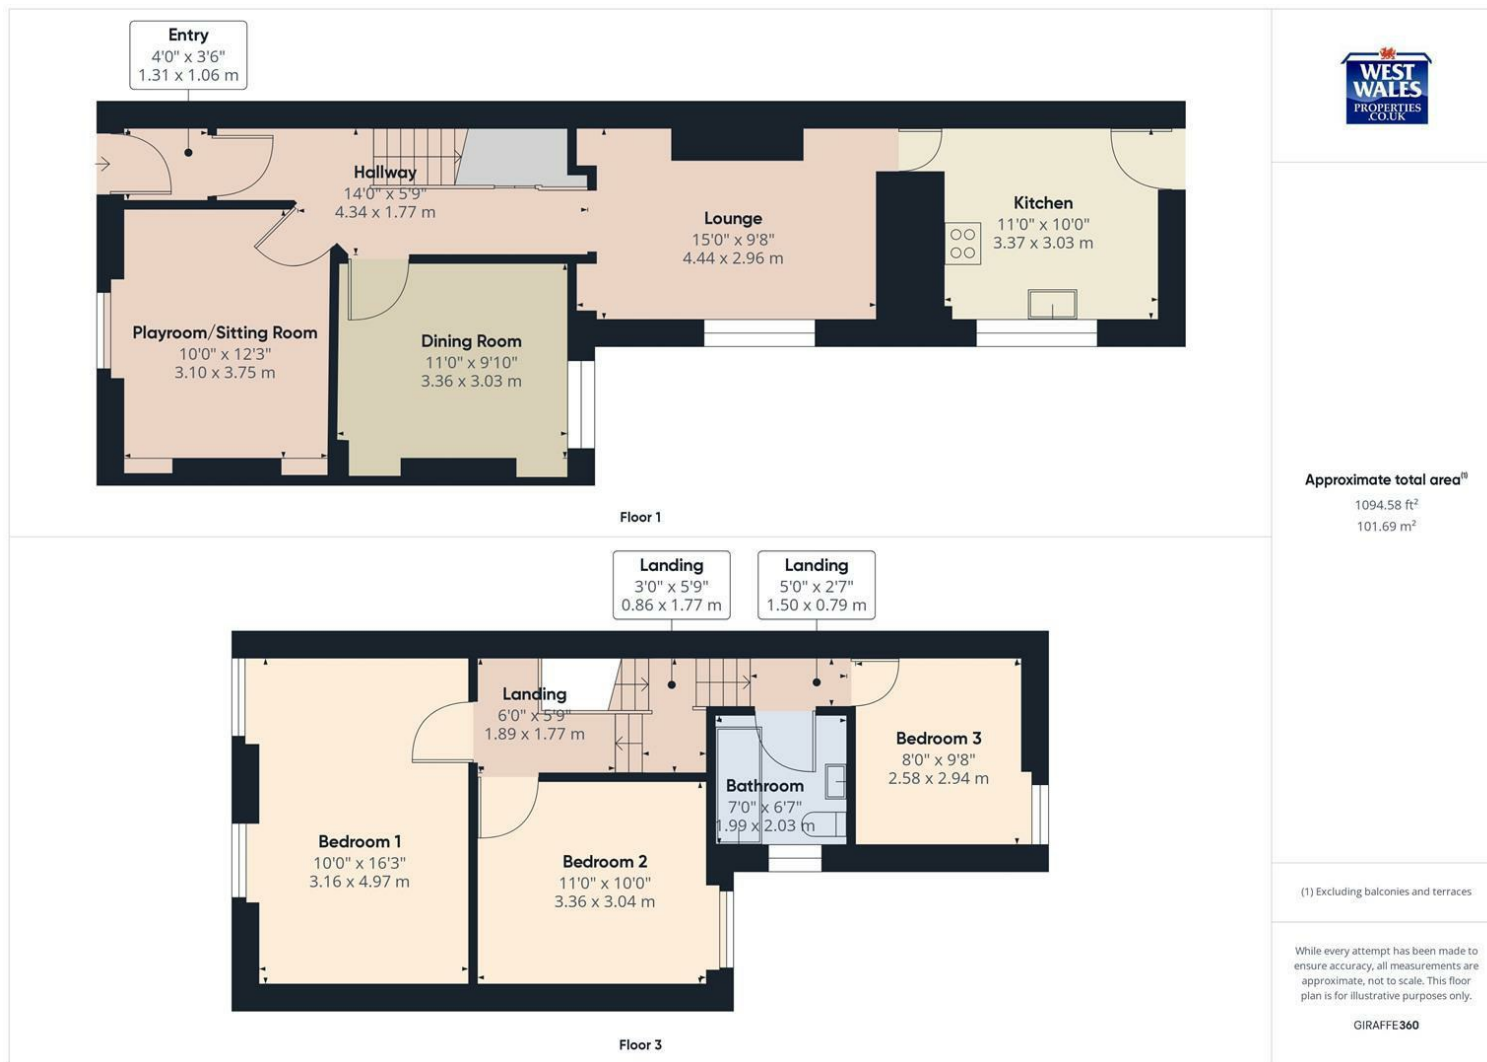 Entry
4'0" x 3'6"
1.31 x 1.06 m
Hallway
14'0" x 5'9"
4.34 x 1.77 m
Lounge
15'0" x 9'8"
4.44 x 2.96 m
Kitchen
11'0" x 10'0"
3.37 x 3.03 m
Playroom/Sitting Room
10'0" x 12'3"
3.10 x 3.75 m
Dining Room
11'0" x 9'10"
3.36 x 3.03 m
Floor 1
Landing
3'0" x 5'9"
0.86 x 1.77 m
Landing
5'0" x 2'7"
1.50 x 0.79 m
Landing
6'0" x 5'9"
1.89 x 1.77 m
Bedroom 3
8'0" x 9'8"
2.58 x 2.94 m
Bathroom
7'0" x 6'7"
1.99 x 2.03 m
Bedroom 1
10'0" x 16'3"
3.16 x 4.97 m
Bedroom 2
11'0" x 10'0"
3.36 x 3.04 m
Floor 3
WEST
WALES
PROPERTIES
.CO.UK
Approximate total area(1)
1094.58 ft²
101.69 m²
(1) Excluding balconies and terraces
While every attempt has been made to
ensure accuracy, all measurements are
approximate, not to scale. This floor
plan is for illustrative purposes only.
GIRAFFE360